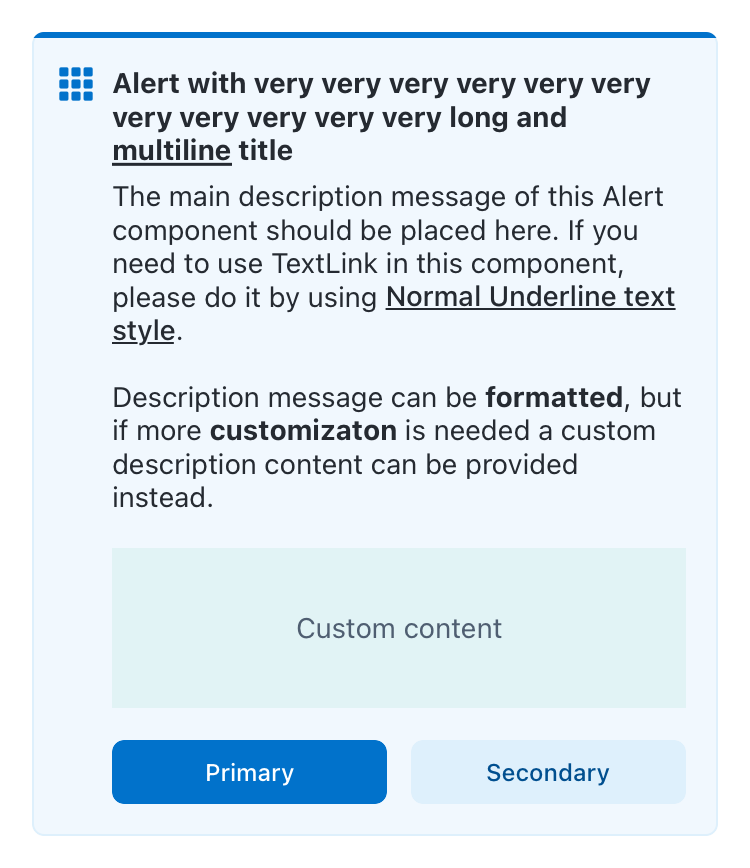 Alert with very very very very very very
very very very very very long and
multiline title
The main description message of this Alert
component should be placed here. If you
need to use TextLink in this component,
please do it by using Normal Underline text
style.
Description message can be formatted, but
if more customizaton is needed a custom
description content can be provided
instead.
Custom content
Primary
Secondary